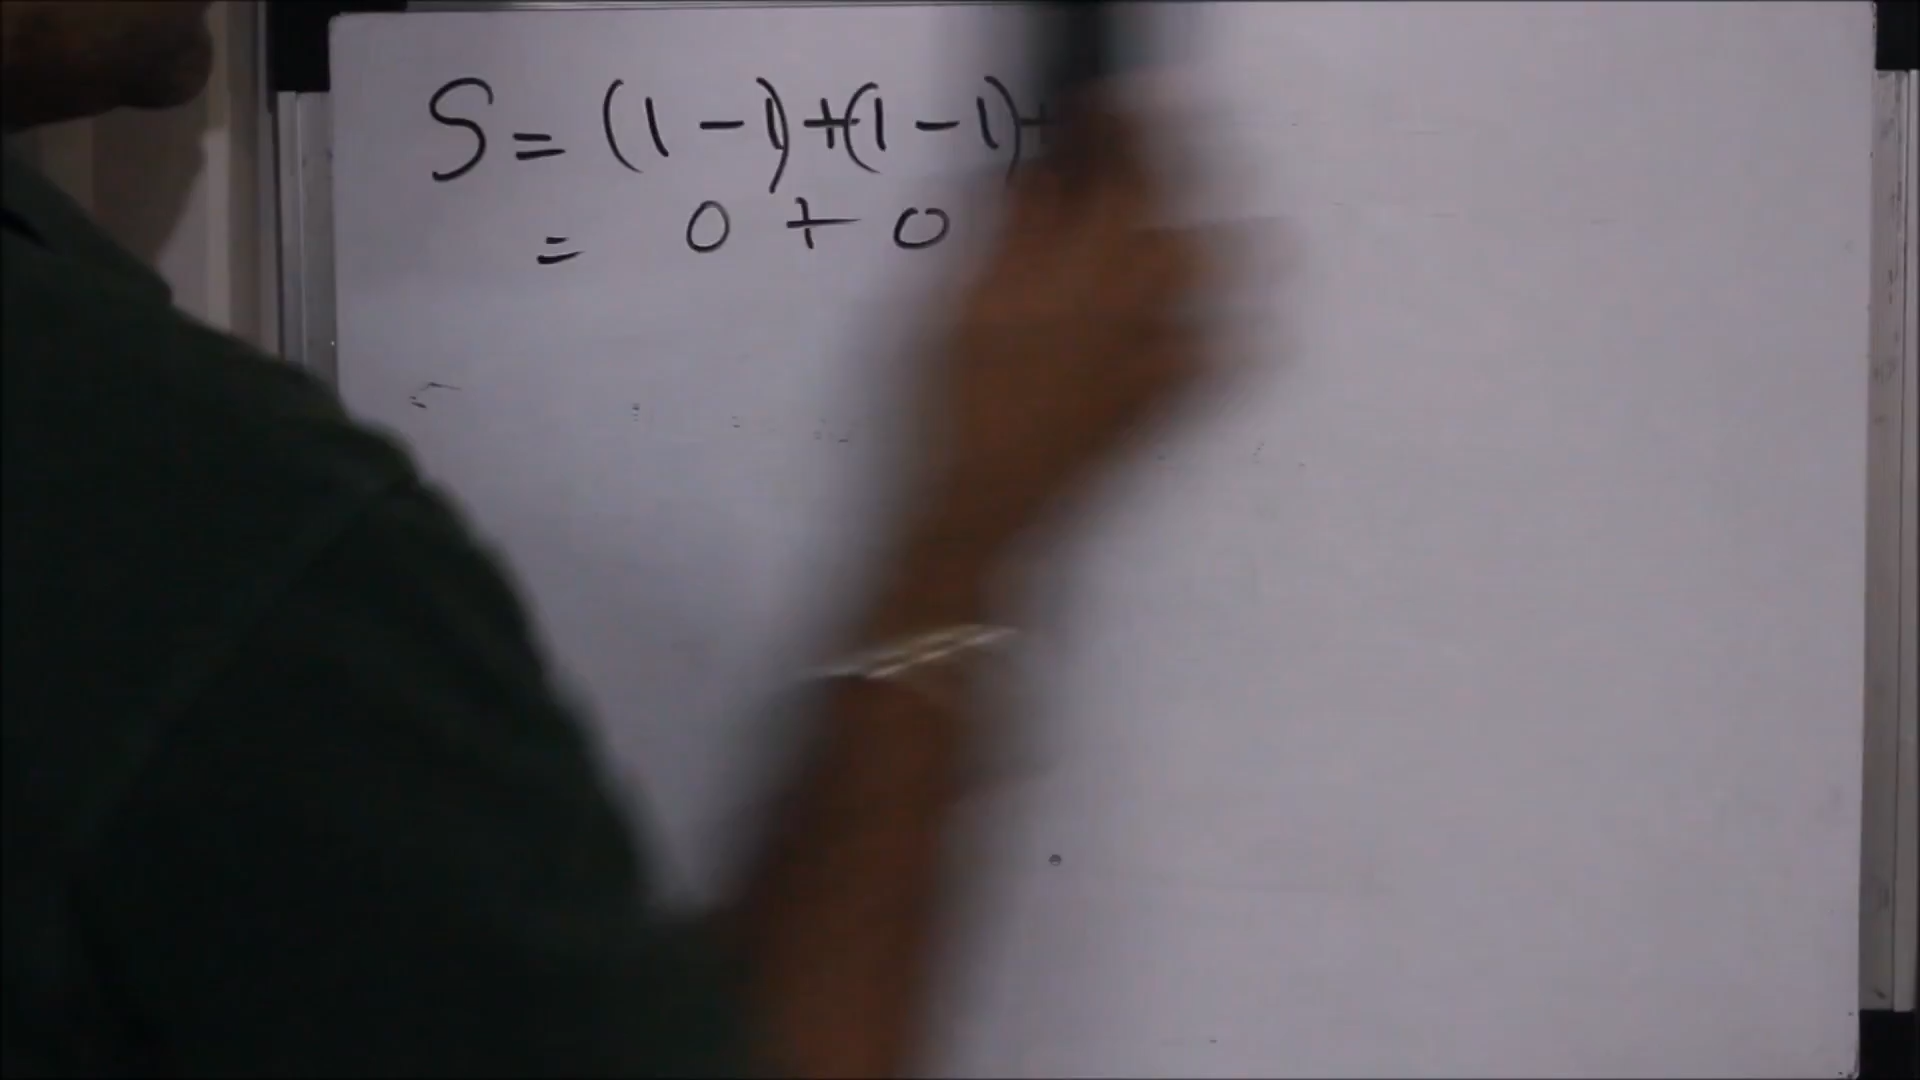 S = (1 - 1) + (1 - 1) +
= 0 + 0